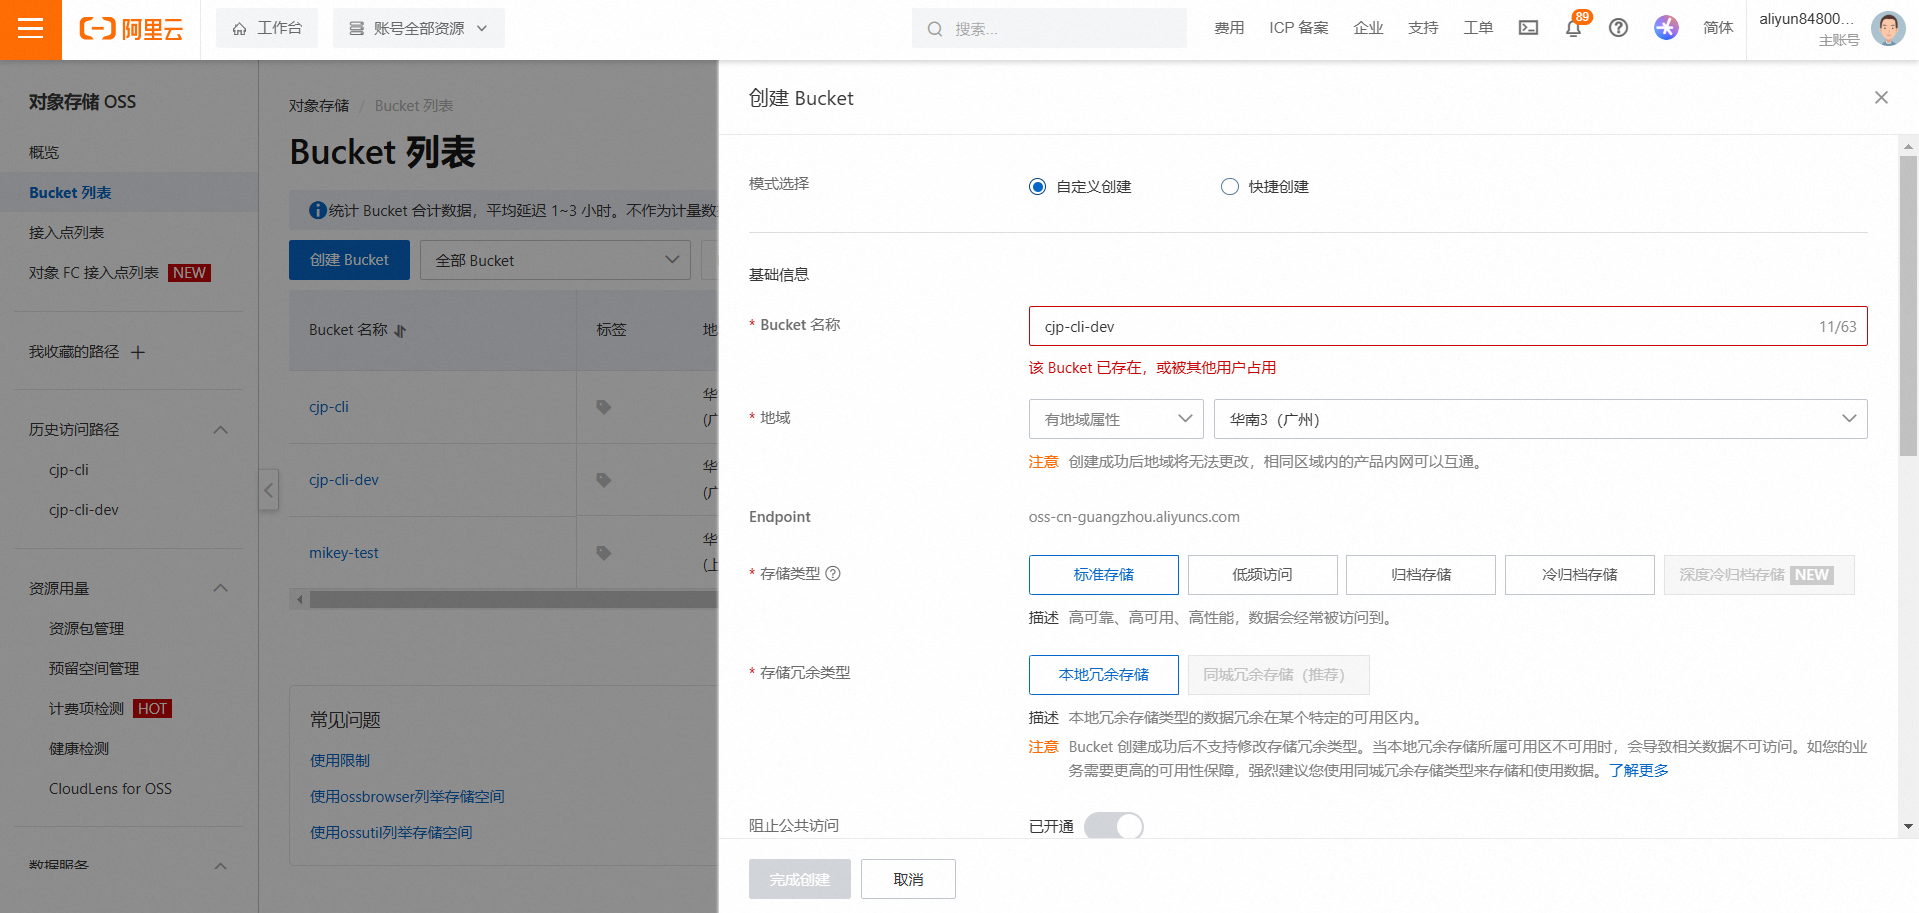 阿里云
工作台
账号全部资源
搜索...
费用
ICP 备案
企业
支持
工单
89
简体
aliyun84800...
主账号
对象存储 OSS
概览
Bucket 列表
接入点列表
对象 FC 接入点列表 NEW
我收藏的路径
历史访问路径
cjp-cli
cjp-cli-dev
资源用量
资源包管理
预留空间管理
计费项检测 HOT
健康检测
CloudLens for OSS
数据服务
对象存储 / Bucket 列表
Bucket 列表
统计 Bucket 合计数据，平均延迟 1~3 小时。不作为计量数
创建 Bucket
全部 Bucket
Bucket 名称
标签
地
cjp-cli
华
(广
cjp-cli-dev
华
(广
mikey-test
华
(上
常见问题
使用限制
使用ossbrowser列举存储空间
使用ossutil列举存储空间
创建 Bucket
模式选择
自定义创建
快捷创建
基础信息
* Bucket 名称
cjp-cli-dev
11/63
该 Bucket 已存在，或被其他用户占用
* 地域
有地域属性
华南3（广州）
注意 创建成功后地域将无法更改，相同区域内的产品内网可以互通。
Endpoint
oss-cn-guangzhou.aliyuncs.com
* 存储类型
标准存储
低频访问
归档存储
冷归档存储
深度冷归档存储 NEW
描述 高可靠、高可用、高性能，数据会经常被访问到。
* 存储冗余类型
本地冗余存储
同城冗余存储（推荐）
描述 本地冗余存储类型的数据冗余在某个特定的可用区内。
注意 Bucket 创建成功后不支持修改存储冗余类型。当本地冗余存储所属可用区不可用时，会导致相关数据不可访问。如您的业
务需要更高的可用性保障，强烈建议您使用同城冗余存储类型来存储和使用数据。了解更多
阻止公共访问
已开通
完成创建
取消